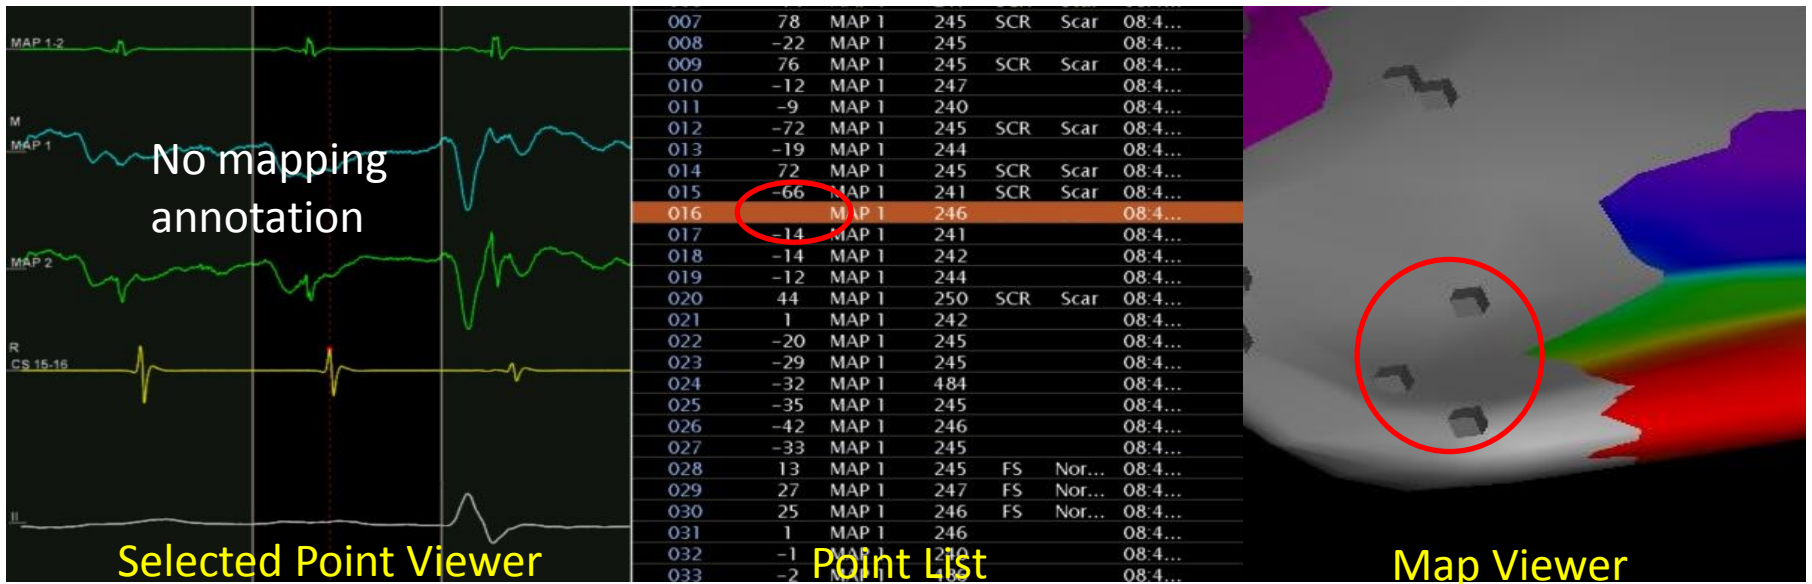 MAP 1-2
M
MAP 1
No mapping
annotation
MAP 2
R
CS 15-16
II
Selected Point Viewer
007 78 MAP 1 245 SCR Scar 08:4...
008 -22 MAP 1 245 08:4...
009 76 MAP 1 245 SCR Scar 08:4...
010 -12 MAP 1 247 08:4...
011 -9 MAP 1 240 08:4...
012 -72 MAP 1 245 SCR Scar 08:4...
013 -19 MAP 1 244 08:4...
014 72 MAP 1 245 SCR Scar 08:4...
015 -66 MAP 1 241 SCR Scar 08:4...
016 MAP 1 246 08:4...
017 -14 MAP 1 241 08:4...
018 -14 MAP 1 242 08:4...
019 -12 MAP 1 244 08:4...
020 44 MAP 1 250 SCR Scar 08:4...
021 1 MAP 1 242 08:4...
022 -20 MAP 1 245 08:4...
023 -29 MAP 1 245 08:4...
024 -32 MAP 1 484 08:4...
025 -35 MAP 1 245 08:4...
026 -42 MAP 1 246 08:4...
027 -33 MAP 1 245 08:4...
028 13 MAP 1 245 FS Nor... 08:4...
029 27 MAP 1 247 FS Nor... 08:4...
030 25 MAP 1 246 FS Nor... 08:4...
031 1 MAP 1 246 08:4...
032 -1 MAP 1 08:4...
033 -2 08:4...
Point List
Map Viewer